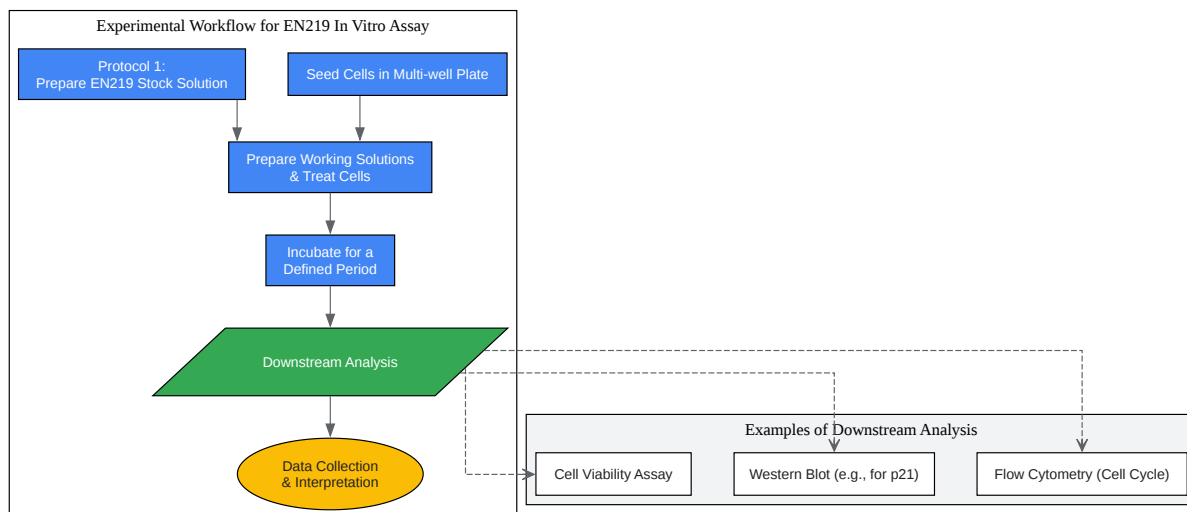 Experimental Workflow for EN219 In Vitro Assay
Protocol 1:
Prepare EN219 Stock Solution
Seed Cells in Multi-well Plate
Prepare Working Solutions
& Treat Cells
Incubate for a
Defined Period
Downstream Analysis
Data Collection
& Interpretation
Examples of Downstream Analysis
Cell Viability Assay
Western Blot (e.g., for p21)
Flow Cytometry (Cell Cycle)